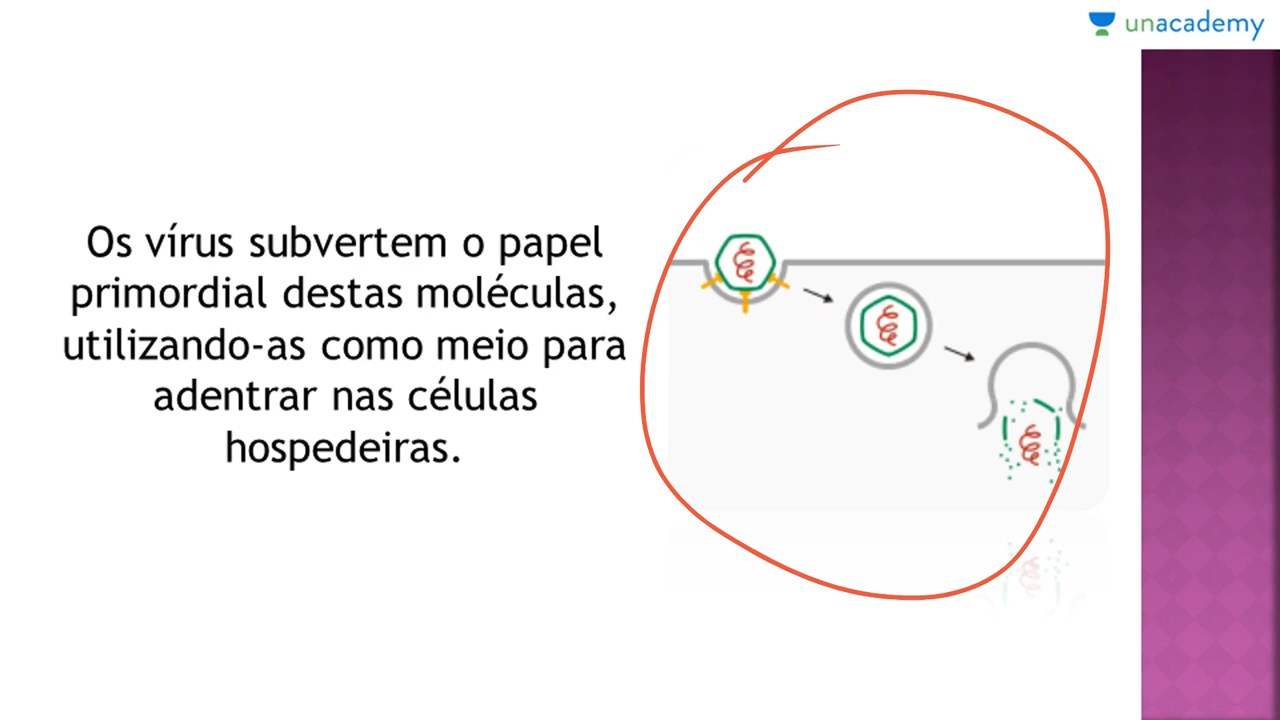 unacademy
Os vírus subvertem o papel
primordial destas moléculas,
utilizando-as como meio para
adentrar nas células
hospedeiras.